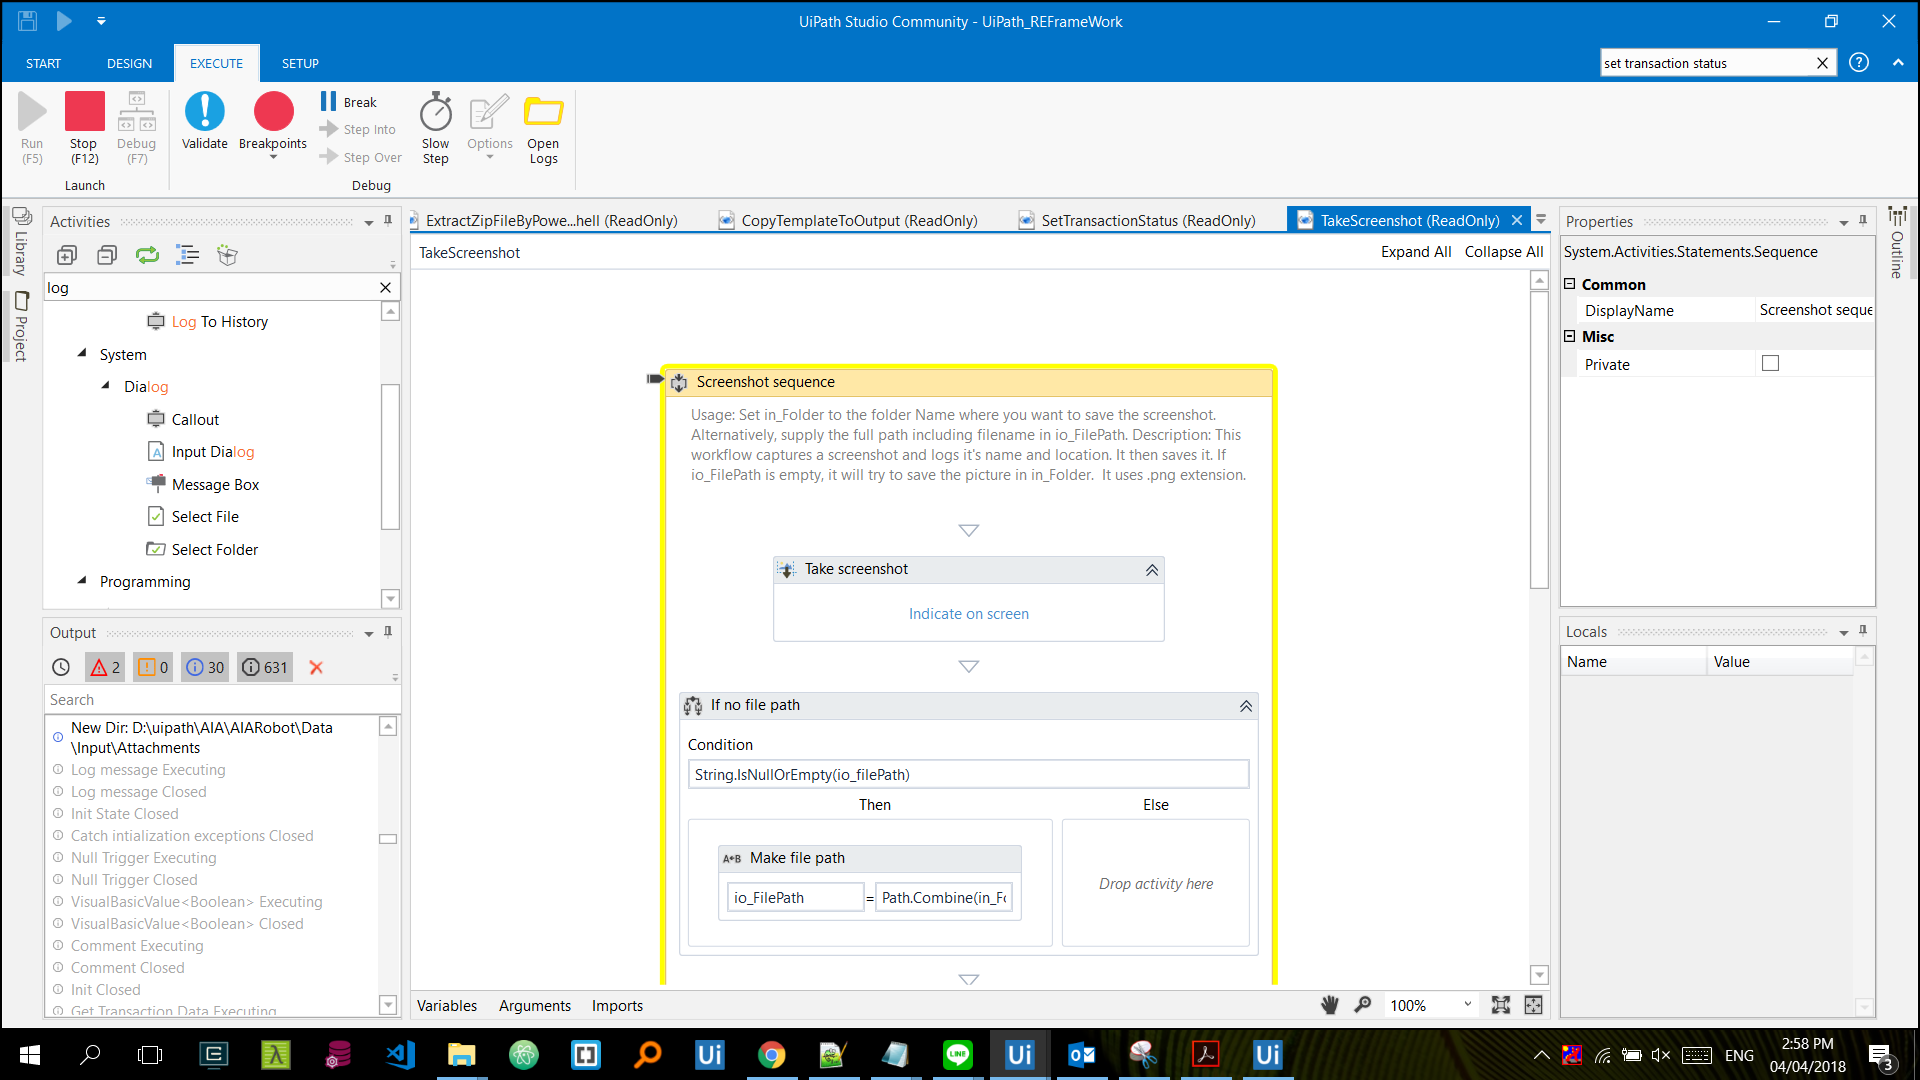 UiPath Studio Community - UiPath_REFrameWork
START
DESIGN
EXECUTE
SETUP
set transaction status
Run
(F5)
Stop
(F12)
Debug
(F7)
Launch
Validate
Breakpoints
Break
Step Into
Step Over
Slow
Step
Options
Open
Logs
Debug
Library
Project
Activities
log
Log To History
System
Dialog
Callout
Input Dialog
Message Box
Select File
Select Folder
Programming
Output
2
0
30
631
Search
New Dir: D:\uipath\AIA\AIARobot\Data
\Input\Attachments
Log message Executing
Log message Closed
Init State Closed
Catch intialization exceptions Closed
Null Trigger Executing
Null Trigger Closed
VisualBasicValue<Boolean> Executing
VisualBasicValue<Boolean> Closed
Comment Executing
Comment Closed
Init Closed
Get Transaction Data Executing
ExtractZipFileByPowe...hell (ReadOnly)
CopyTemplateToOutput (ReadOnly)
SetTransactionStatus (ReadOnly)
TakeScreenshot (ReadOnly)
TakeScreenshot
Expand All
Collapse All
Screenshot sequence
Usage: Set in_Folder to the folder Name where you want to save the screenshot.
Alternatively, supply the full path including filename in io_FilePath. Description: This
workflow captures a screenshot and logs it's name and location. It then saves it. If
io_FilePath is empty, it will try to save the picture in in_Folder.  It uses .png extension.
Take screenshot
Indicate on screen
If no file path
Condition
String.IsNullOrEmpty(io_filePath)
Then
Else
A+B Make file path
io_FilePath
=
Path.Combine(in_Fo
Drop activity here
Variables
Arguments
Imports
100%
Properties
System.Activities.Statements.Sequence
Common
DisplayName
Screenshot seque
Misc
Private
Outline
Locals
Name
Value
Ui
LINE
Ui
Ui
ENG
2:58 PM
04/04/2018
3